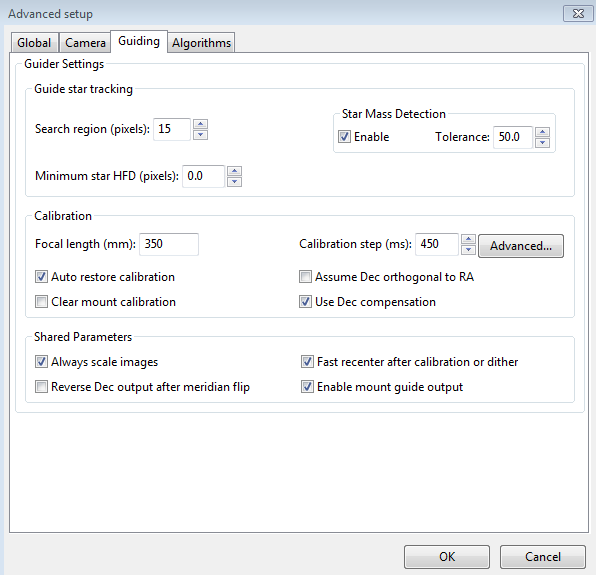 Advanced setup
Global Camera Guiding Algorithms
Guider Settings
Guide star tracking
Search region (pixels): 15
Star Mass Detection
Enable Tolerance: 50.0
Minimum star HFD (pixels): 0.0
Calibration
Focal length (mm): 350 Calibration step (ms): 450 Advanced...
Auto restore calibration Assume Dec orthogonal to RA
Clear mount calibration Use Dec compensation
Shared Parameters
Always scale images Fast recenter after calibration or dither
Reverse Dec output after meridian flip Enable mount guide output
OK Cancel